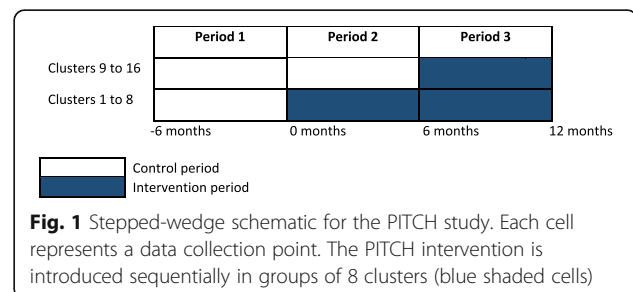 Period 1 Period 2 Period 3
Clusters 9 to 16
Clusters 1 to 8
-6 months 0 months 6 months 12 months
Control period
Intervention period
Fig. 1 Stepped-wedge schematic for the PITCH study. Each cell
represents a data collection point. The PITCH intervention is
introduced sequentially in groups of 8 clusters (blue shaded cells)